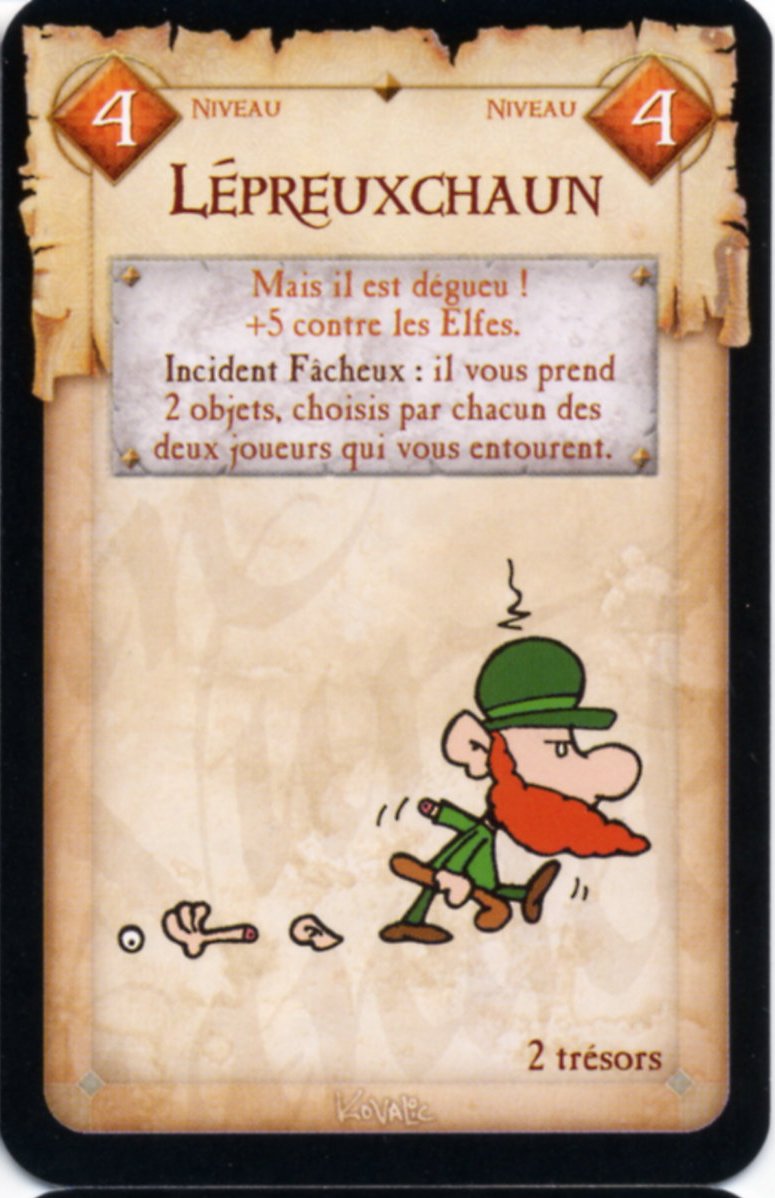 4 Niveau Niveau 4
Lépreuxchaun
Mais il est dégueu !
+5 contre les Elfes.
Incident Fâcheux : il vous prend
2 objets, choisis par chacun des
deux joueurs qui vous entourent.
2 trésors
Kovalic